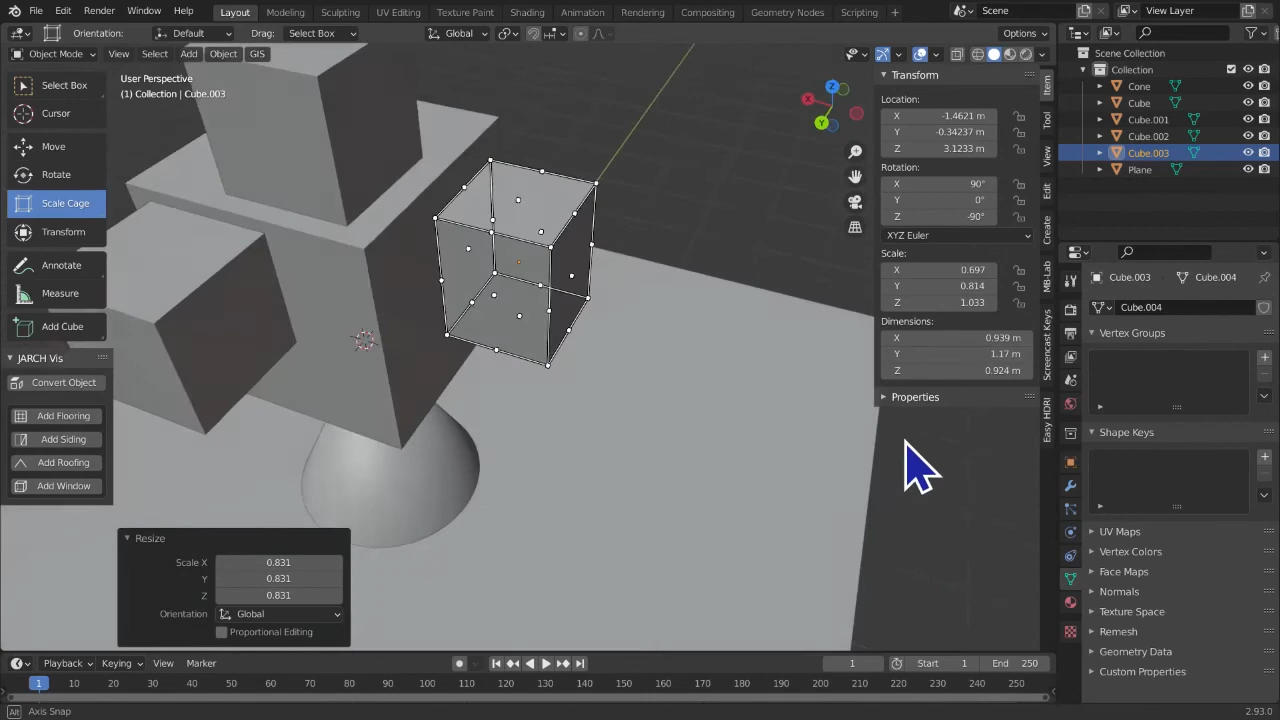 File Edit Render Window Help Layout Modeling Sculpting UV Editing Texture Paint Shading Animation Rendering Compositing Geometry Nodes Scripting + Scene View Layer
Orientation: Default Drag: Select Box Global Options
Object Mode View Select Add Object GIS
User Perspective
(1) Collection | Cube.003
Select Box
Cursor
Move
Rotate
Scale Cage
Transform
Annotate
Measure
Add Cube
JARCH Vis
Convert Object
Add Flooring
Add Siding
Add Roofing
Add Window
Resize
Scale X 0.831
Y 0.831
Z 0.831
Orientation Global
Proportional Editing
X
Y
Z
Transform
Location:
X -1.4621 m
Y -0.34237 m
Z 3.1233 m
Rotation:
X 90°
Y 0°
Z -90°
XYZ Euler
Scale:
X 0.697
Y 0.814
Z 1.033
Dimensions:
X 0.939 m
Y 1.17 m
Z 0.924 m
Properties
Item
Tool
View
Edit
Create
MB-Lab
Screencast Keys
Easy HDRI
Scene Collection
Collection
Cone
Cube
Cube.001
Cube.002
Cube.003
Plane
Cube.003 Cube.004
Cube.004
Vertex Groups
Shape Keys
UV Maps
Vertex Colors
Face Maps
Normals
Texture Space
Remesh
Geometry Data
Custom Properties
Playback Keying View Marker 1 Start 1 End 250
1 10 20 30 40 50 60 70 80 90 100 110 120 130 140 150 160 170 180 190 200 210 220 230 240 250
Alt Axis Snap 2.93.0